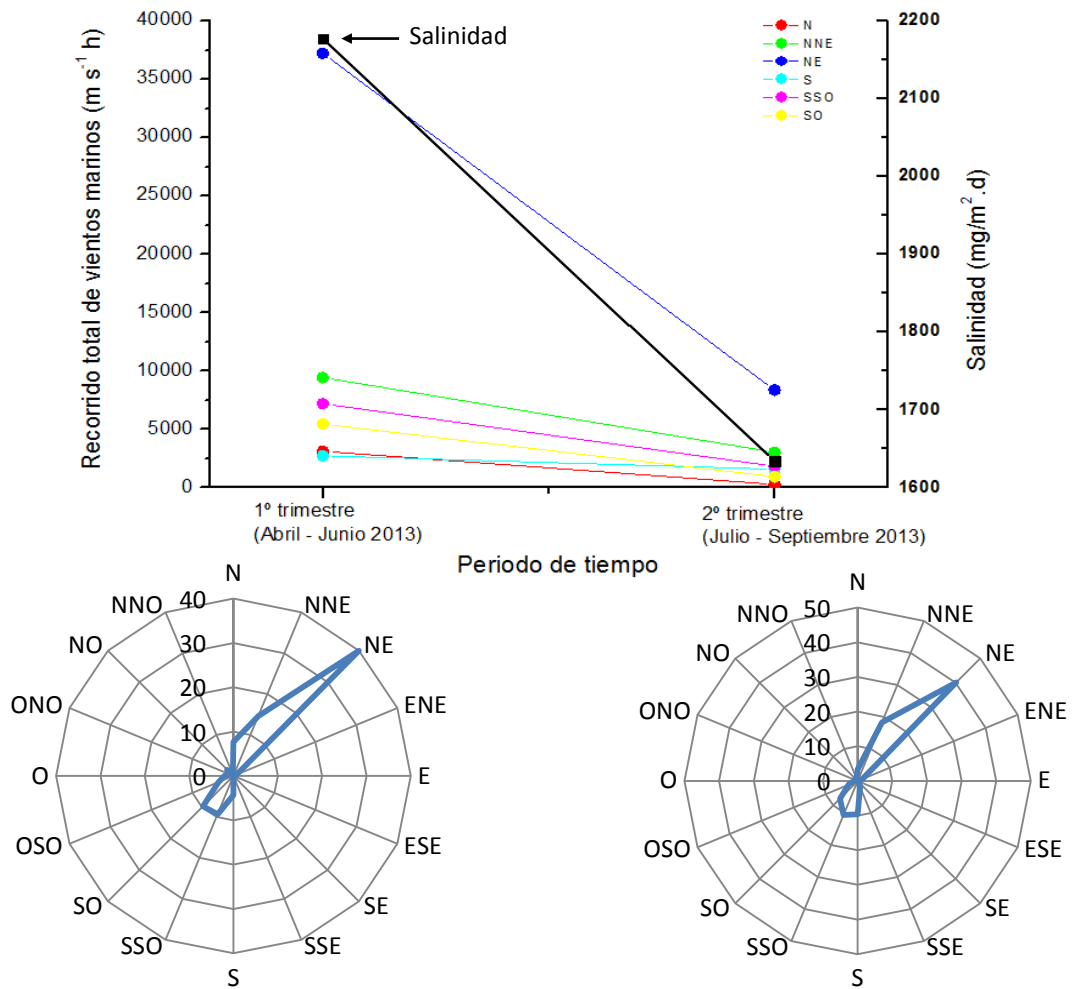 Recorrido total de vientos marinos (m s⁻¹ h)
40000
35000
30000
25000
20000
15000
10000
5000
0
Salinidad
N
NNE
NE
S
SSO
SO
2200
2100
2000
1900
1800
1700
1600
Salinidad (mg/m².d)
1º trimestre
(Abril - Junio 2013)
2º trimestre
(Julio - Septiembre 2013)
Periodo de tiempo
N
NNE
NE
ENE
E
ESE
SE
SSE
S
SSO
SO
OSO
O
ONO
NO
NNO
40
30
20
10
0
N
NNE
NE
ENE
E
ESE
SE
SSE
S
SSO
SO
OSO
O
ONO
NO
NNO
50
40
30
20
10
0